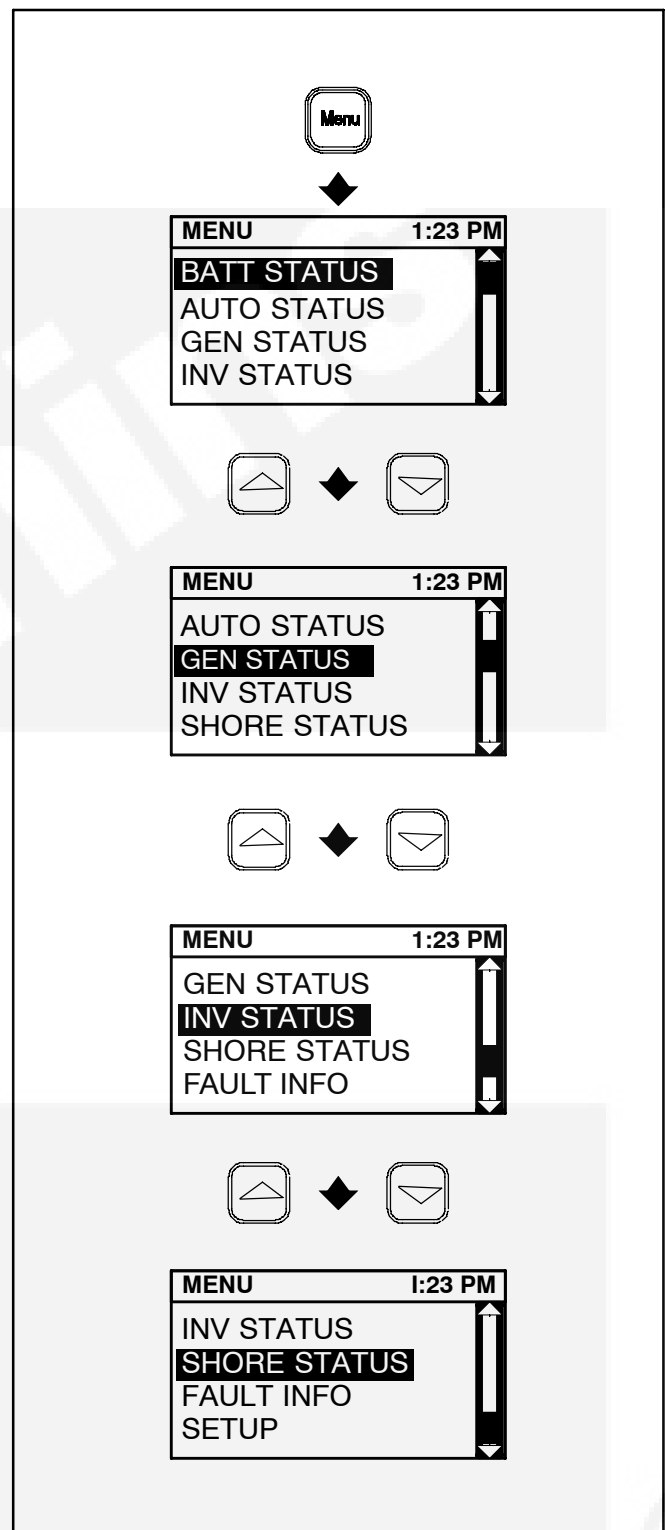 Menu
MENU 1:23 PM
BATT STATUS
AUTO STATUS
GEN STATUS
INV STATUS
MENU 1:23 PM
AUTO STATUS
GEN STATUS
INV STATUS
SHORE STATUS
MENU 1:23 PM
GEN STATUS
INV STATUS
SHORE STATUS
FAULT INFO
MENU I:23 PM
INV STATUS
SHORE STATUS
FAULT INFO
SETUP